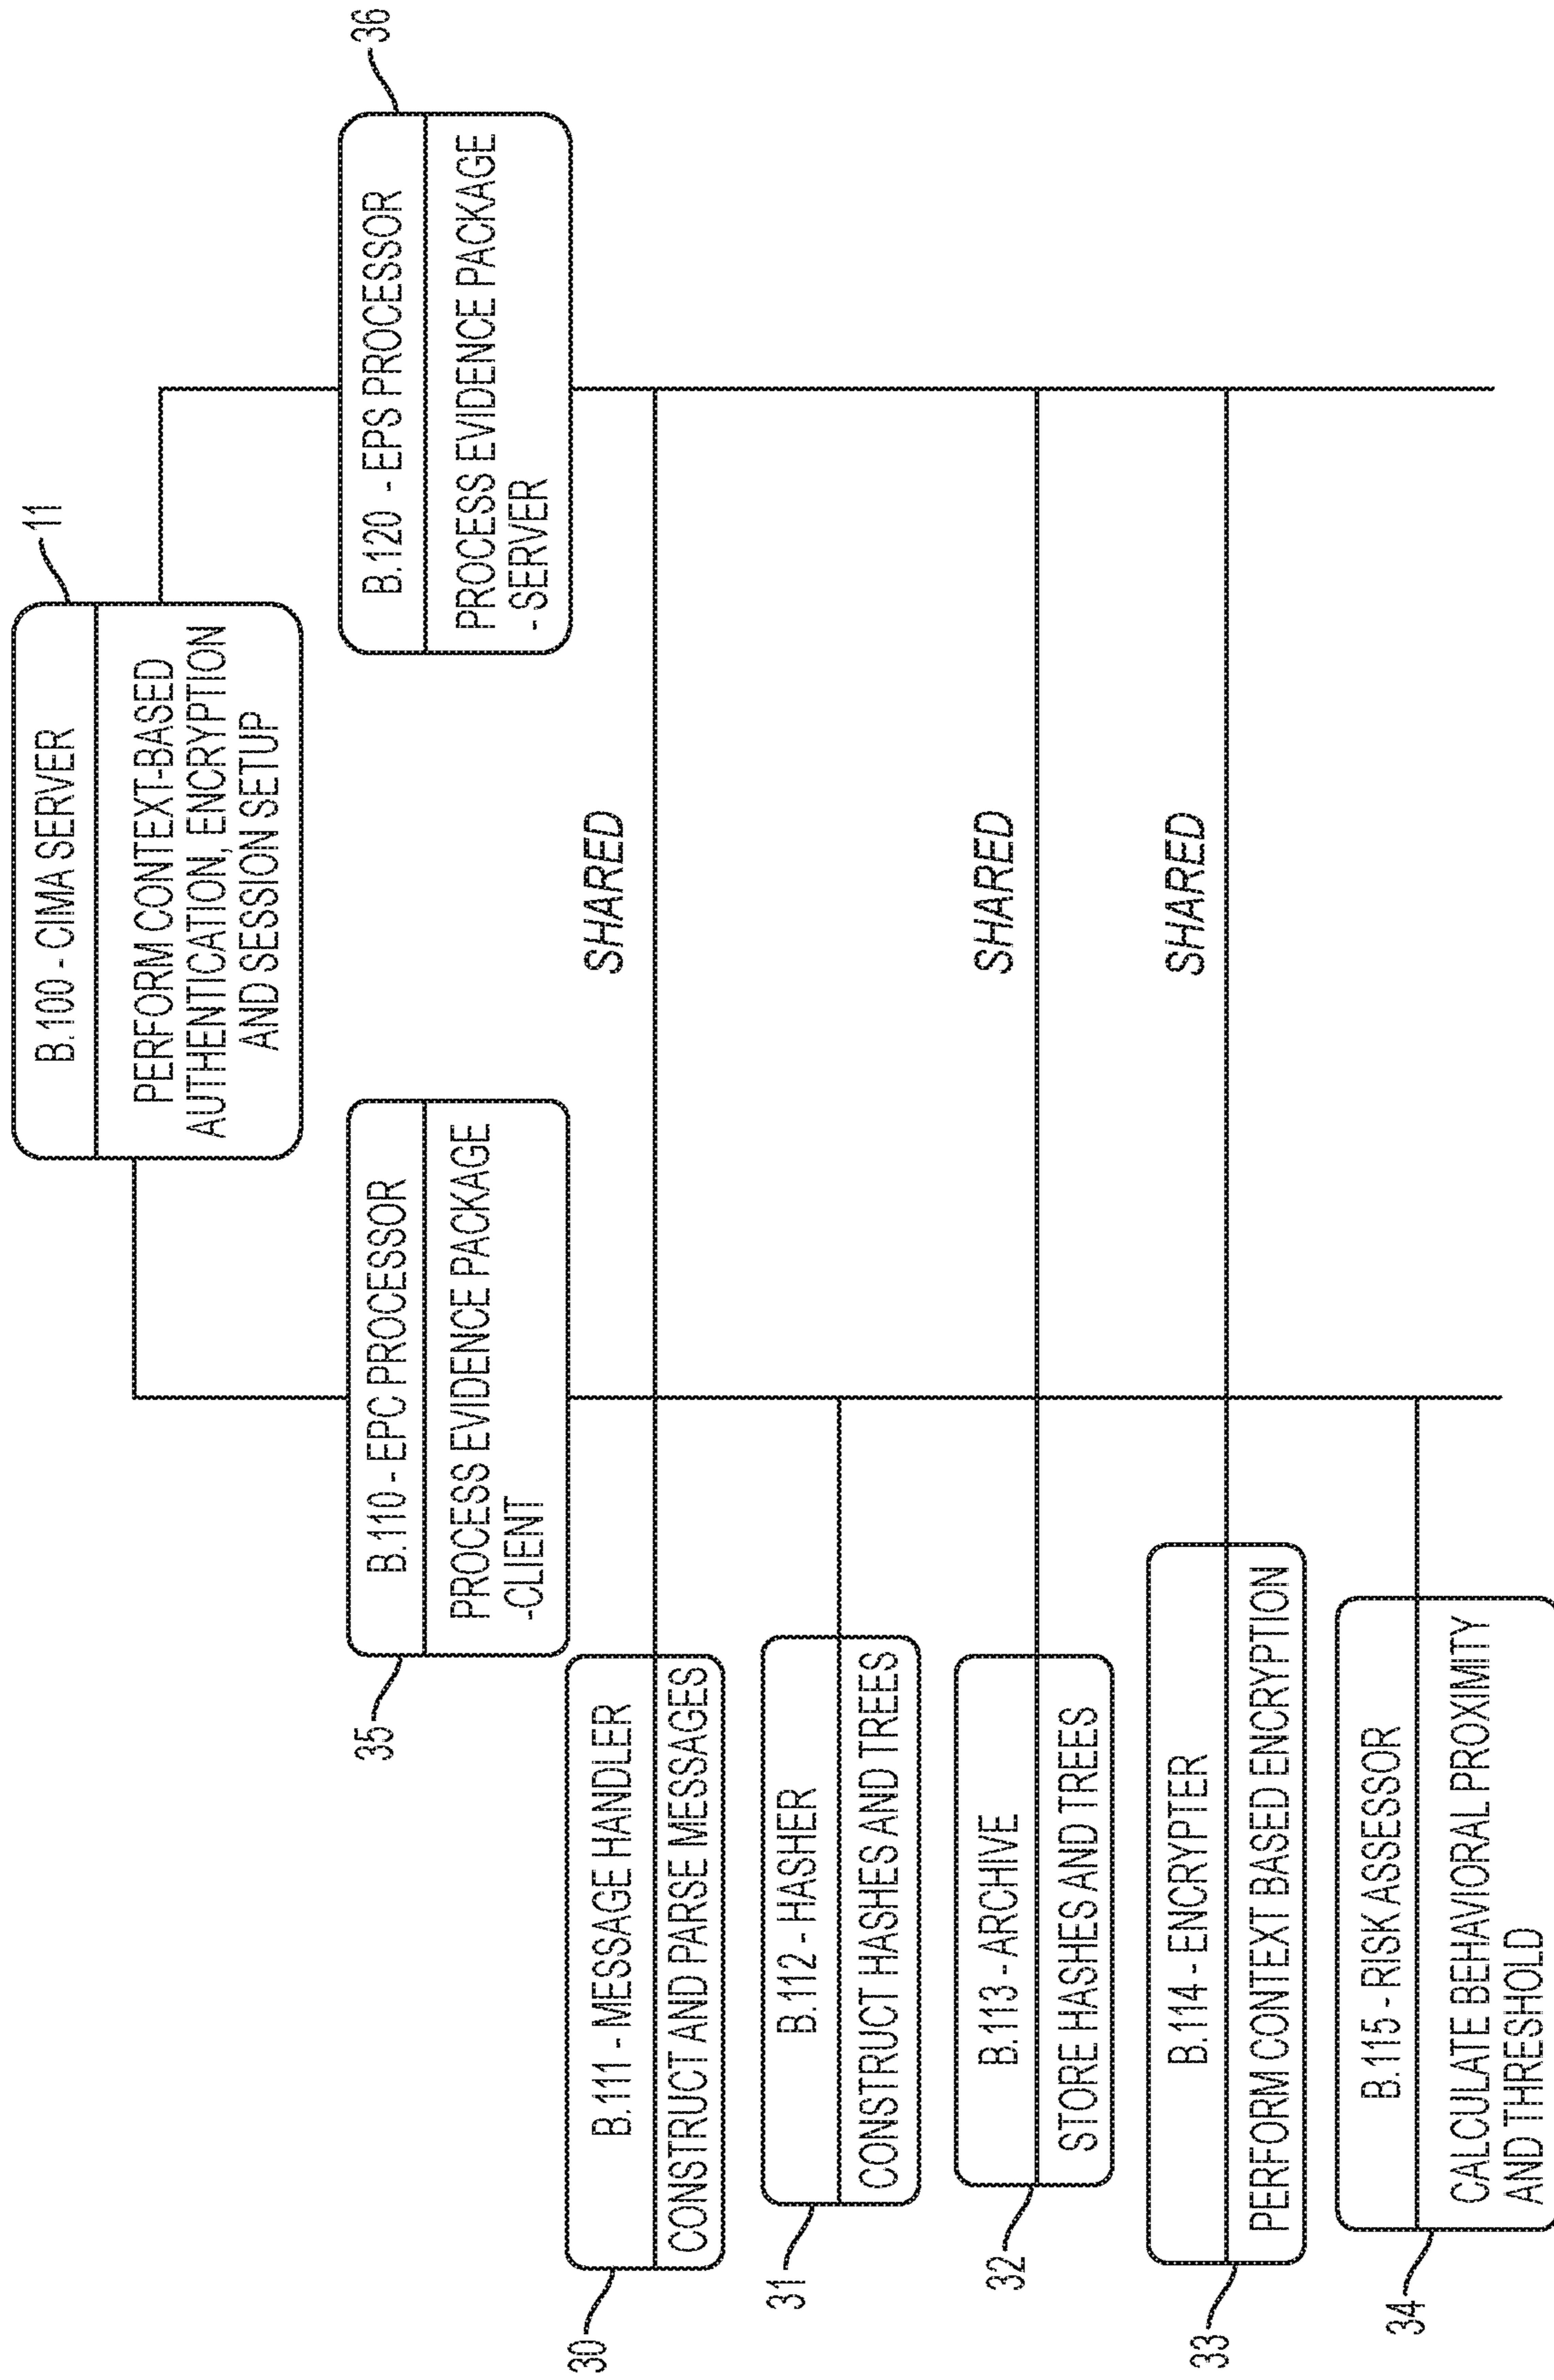 11
B.100 - CIMA SERVER
PERFORM CONTEXT-BASED
AUTHENTICATION, ENCRYPTION
AND SESSION SETUP
35
B.110 - EPC PROCESSOR
PROCESS EVIDENCE PACKAGE
-CLIENT
36
B.120 - EPS PROCESSOR
PROCESS EVIDENCE PACKAGE
- SERVER
30
B.111 - MESSAGE HANDLER
CONSTRUCT AND PARSE MESSAGES
SHARED
31
B.112 - HASHER
CONSTRUCT HASHES AND TREES
32
B.113 - ARCHIVE
STORE HASHES AND TREES
SHARED
33
B.114 - ENCRYPTER
PERFORM CONTEXT BASED ENCRYPTION
SHARED
34
B.115 - RISK ASSESSOR
CALCULATE BEHAVIORAL PROXIMITY
AND THRESHOLD